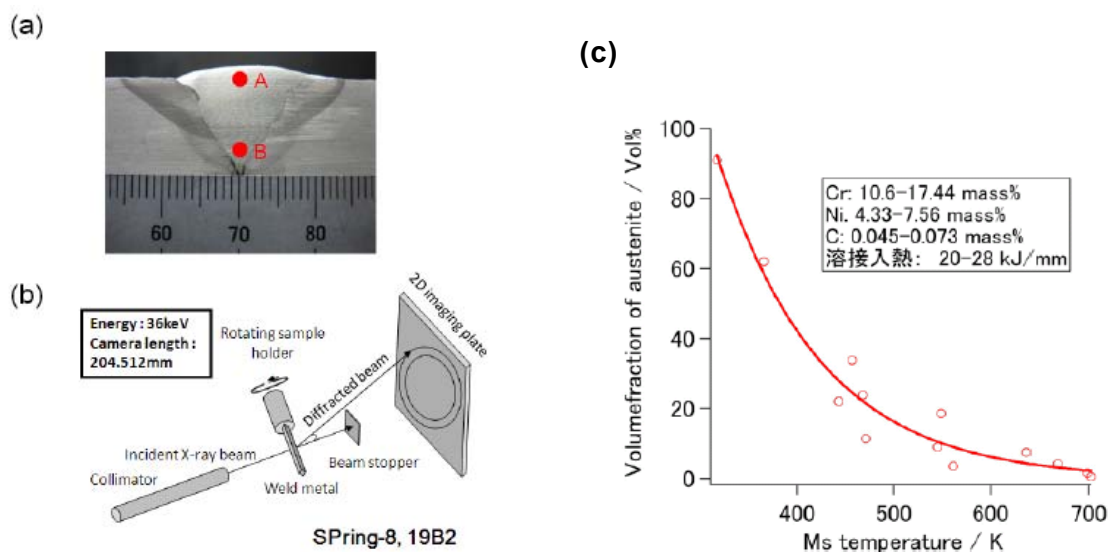 (a)
A
B
60 70 80
(b)
Energy : 36keV
Camera length :
204.512mm
Rotating sample
holder
2D imaging plate
Diffracted beam
Incident X-ray beam
Collimator
Weld metal
Beam stopper
SPring-8, 19B2
(c)
Volumefraction of austenite / Vol%
100
80
60
40
20
0
Cr: 10.6-17.44 mass%
Ni. 4.33-7.56 mass%
C: 0.045-0.073 mass%
溶接入熱: 20-28 kJ/mm
400 500 600 700
Ms temperature / K